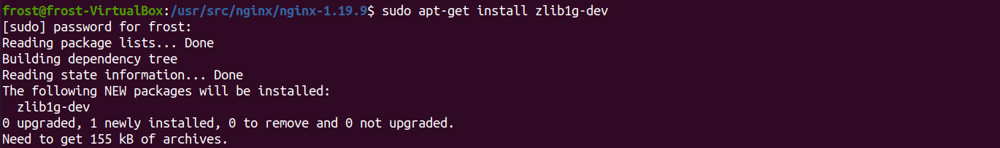 frost@frost-VirtualBox:/usr/src/nginx/nginx-1.19.9$ sudo apt-get install zlib1g-dev
[sudo] password for frost:
Reading package lists... Done
Building dependency tree
Reading state information... Done
The following NEW packages will be installed:
  zlib1g-dev
0 upgraded, 1 newly installed, 0 to remove and 0 not upgraded.
Need to get 155 kB of archives.